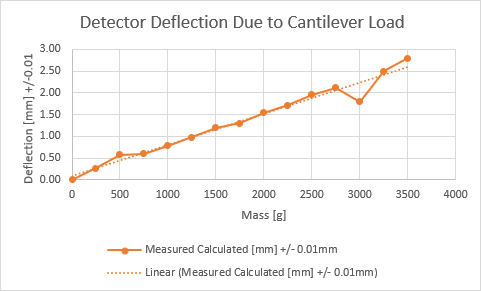 Detector Deflection Due to Cantilever Load
Deflection [mm] +/-0.01
3.00
2.50
2.00
1.50
1.00
0.50
0.00
0 500 1000 1500 2000 2500 3000 3500 4000
Mass [g]
Measured Calculated [mm] +/- 0.01mm
Linear (Measured Calculated [mm] +/- 0.01mm)